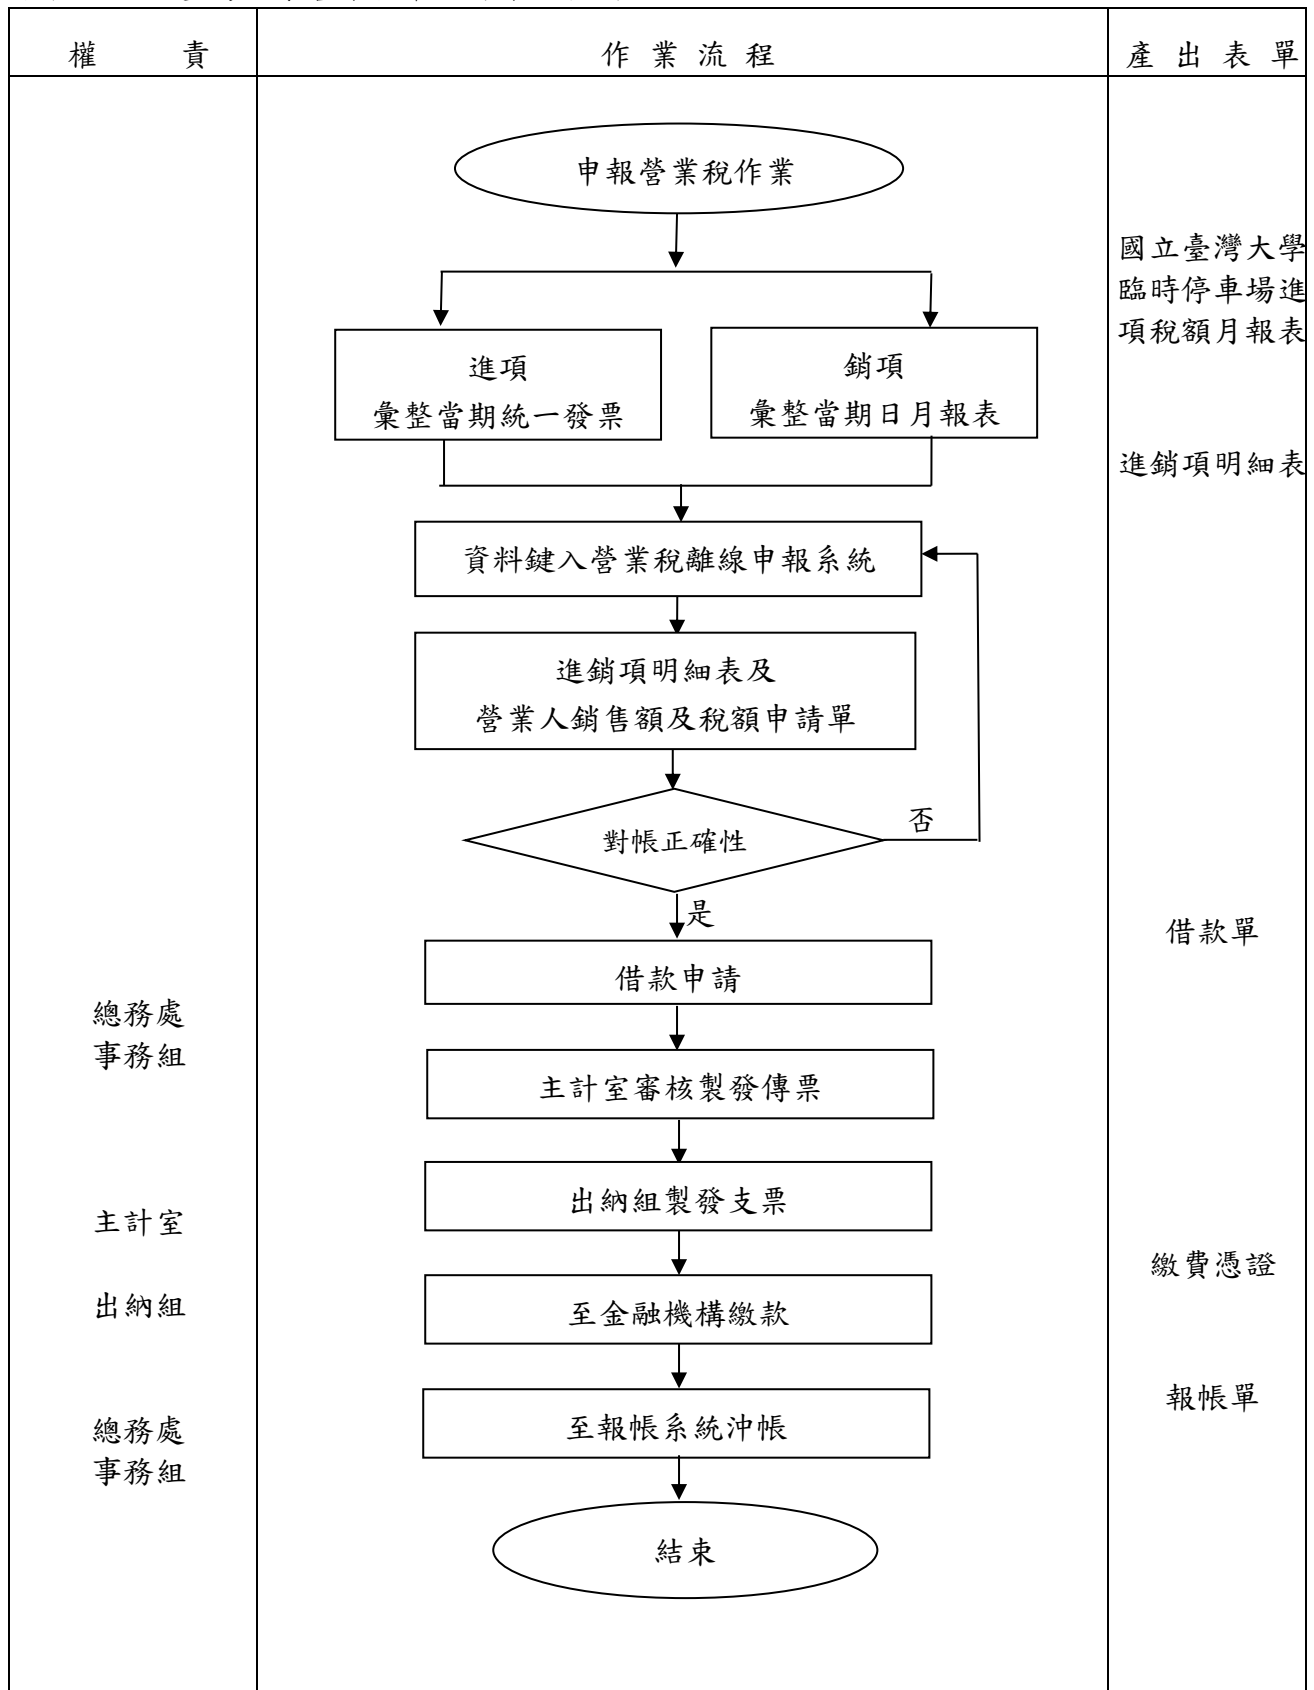 權 責
作業流程
產出表單
申報營業稅作業
國立臺灣大學
臨時停車場進
項稅額月報表
進項
彙整當期統一發票
銷項
彙整當期日月報表
進銷項明細表
資料鍵入營業稅離線申報系統
進銷項明細表及
營業人銷售額及稅額申請單
對帳正確性
否
是
借款單
借款申請
總務處
事務組
主計室審核製發傳票
出納組製發支票
主計室
繳費憑證
出納組
至金融機構繳款
報帳單
至報帳系統沖帳
總務處
事務組
結束